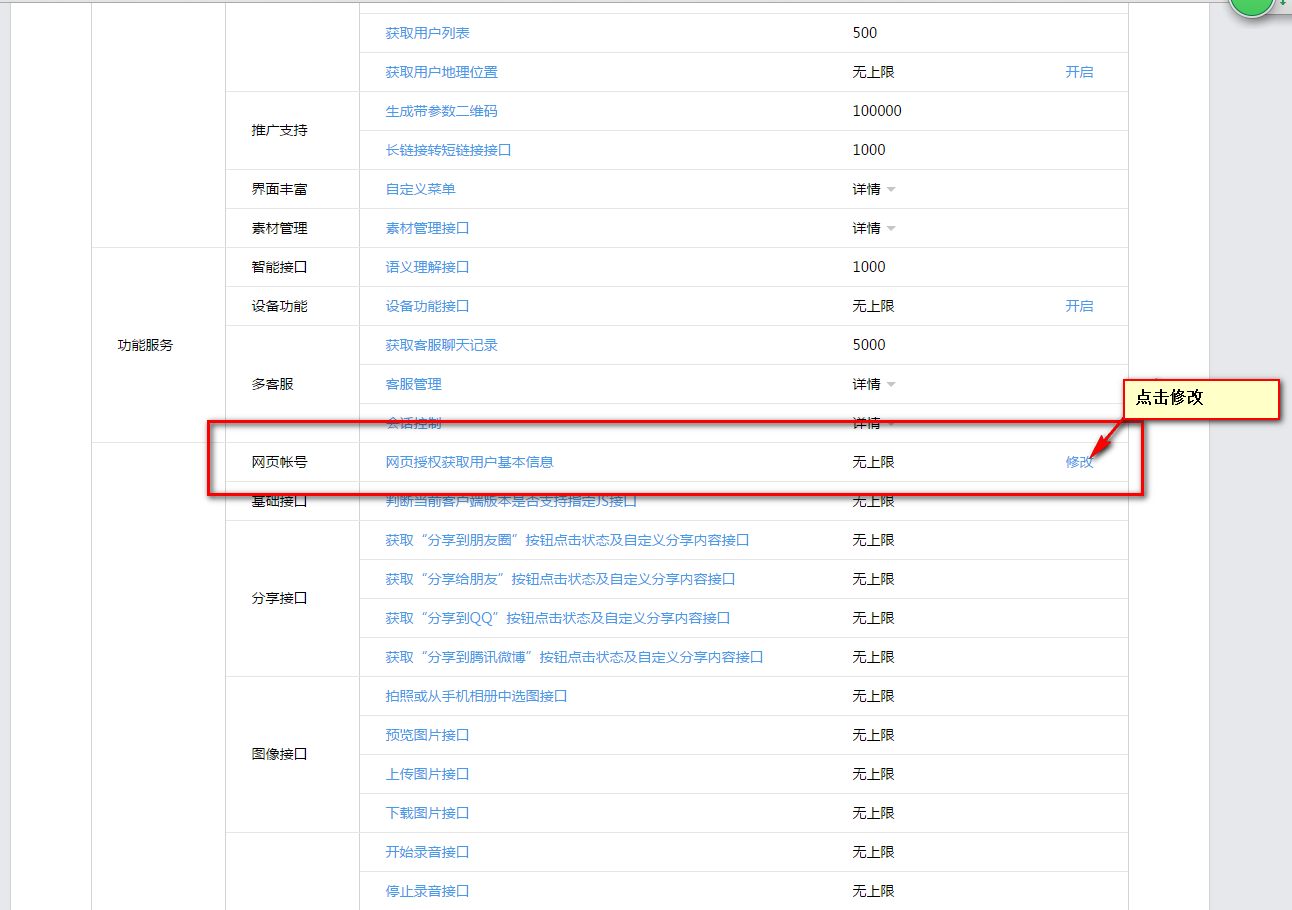 获取用户列表 500
获取用户地理位置 无上限 开启
推广支持 生成带参数二维码 100000
长链接转短链接接口 1000
界面丰富 自定义菜单 详情
素材管理 素材管理接口 详情
智能接口 语义理解接口 1000
设备功能 设备功能接口 无上限 开启
功能服务 获取客服聊天记录 5000
多客服 客服管理 详情
点击修改
会话控制 详情
网页帐号 网页授权获取用户基本信息 无上限 修改
基础接口 判断当前客户端版本是否支持指定JS接口 无上限
获取“分享到朋友圈”按钮点击状态及自定义分享内容接口 无上限
获取“分享给朋友”按钮点击状态及自定义分享内容接口 无上限
分享接口
获取“分享到QQ”按钮点击状态及自定义分享内容接口 无上限
获取“分享到腾讯微博”按钮点击状态及自定义分享内容接口 无上限
拍照或从手机相册中选图接口 无上限
预览图片接口 无上限
图像接口
上传图片接口 无上限
下载图片接口 无上限
开始录音接口 无上限
停止录音接口 无上限